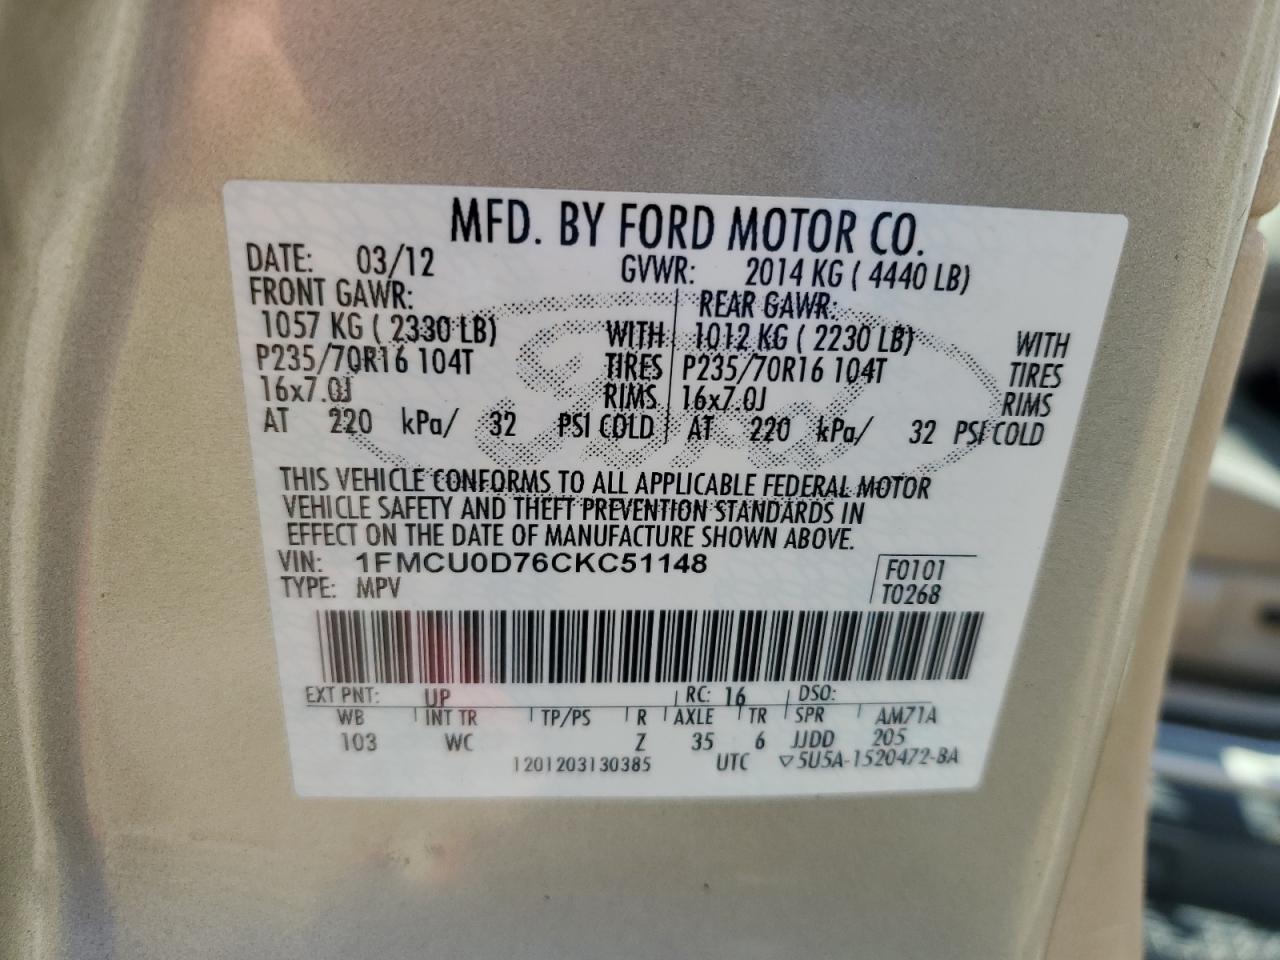 MFD. BY FORD MOTOR CO.
DATE: 03/12 GVWR: 2014 KG ( 4440 LB)
FRONT GAWR: REAR GAWR:
1057 KG ( 2330 LB) WITH 1012 KG ( 2230 LB) WITH
P235/70R16 104T TIRES P235/70R16 104T TIRES
16x7.0J RIMS 16x7.0J RIMS
AT 220 kPa/ 32 PSI COLD AT 220 kPa/ 32 PSI COLD
THIS VEHICLE CONFORMS TO ALL APPLICABLE FEDERAL MOTOR
VEHICLE SAFETY AND THEFT PREVENTION STANDARDS IN
EFFECT ON THE DATE OF MANUFACTURE SHOWN ABOVE.
VIN: 1FMCU0D76CKC51148 F0101
TYPE: MPV T0268
EXT PNT: UP RC: 16 DSO:
WB INT TR TP/PS R AXLE TR SPR AM71A
103 WC Z 35 6 JJDD 205
1201203130385 UTC ▽5U5A-1520472-BA
Ford